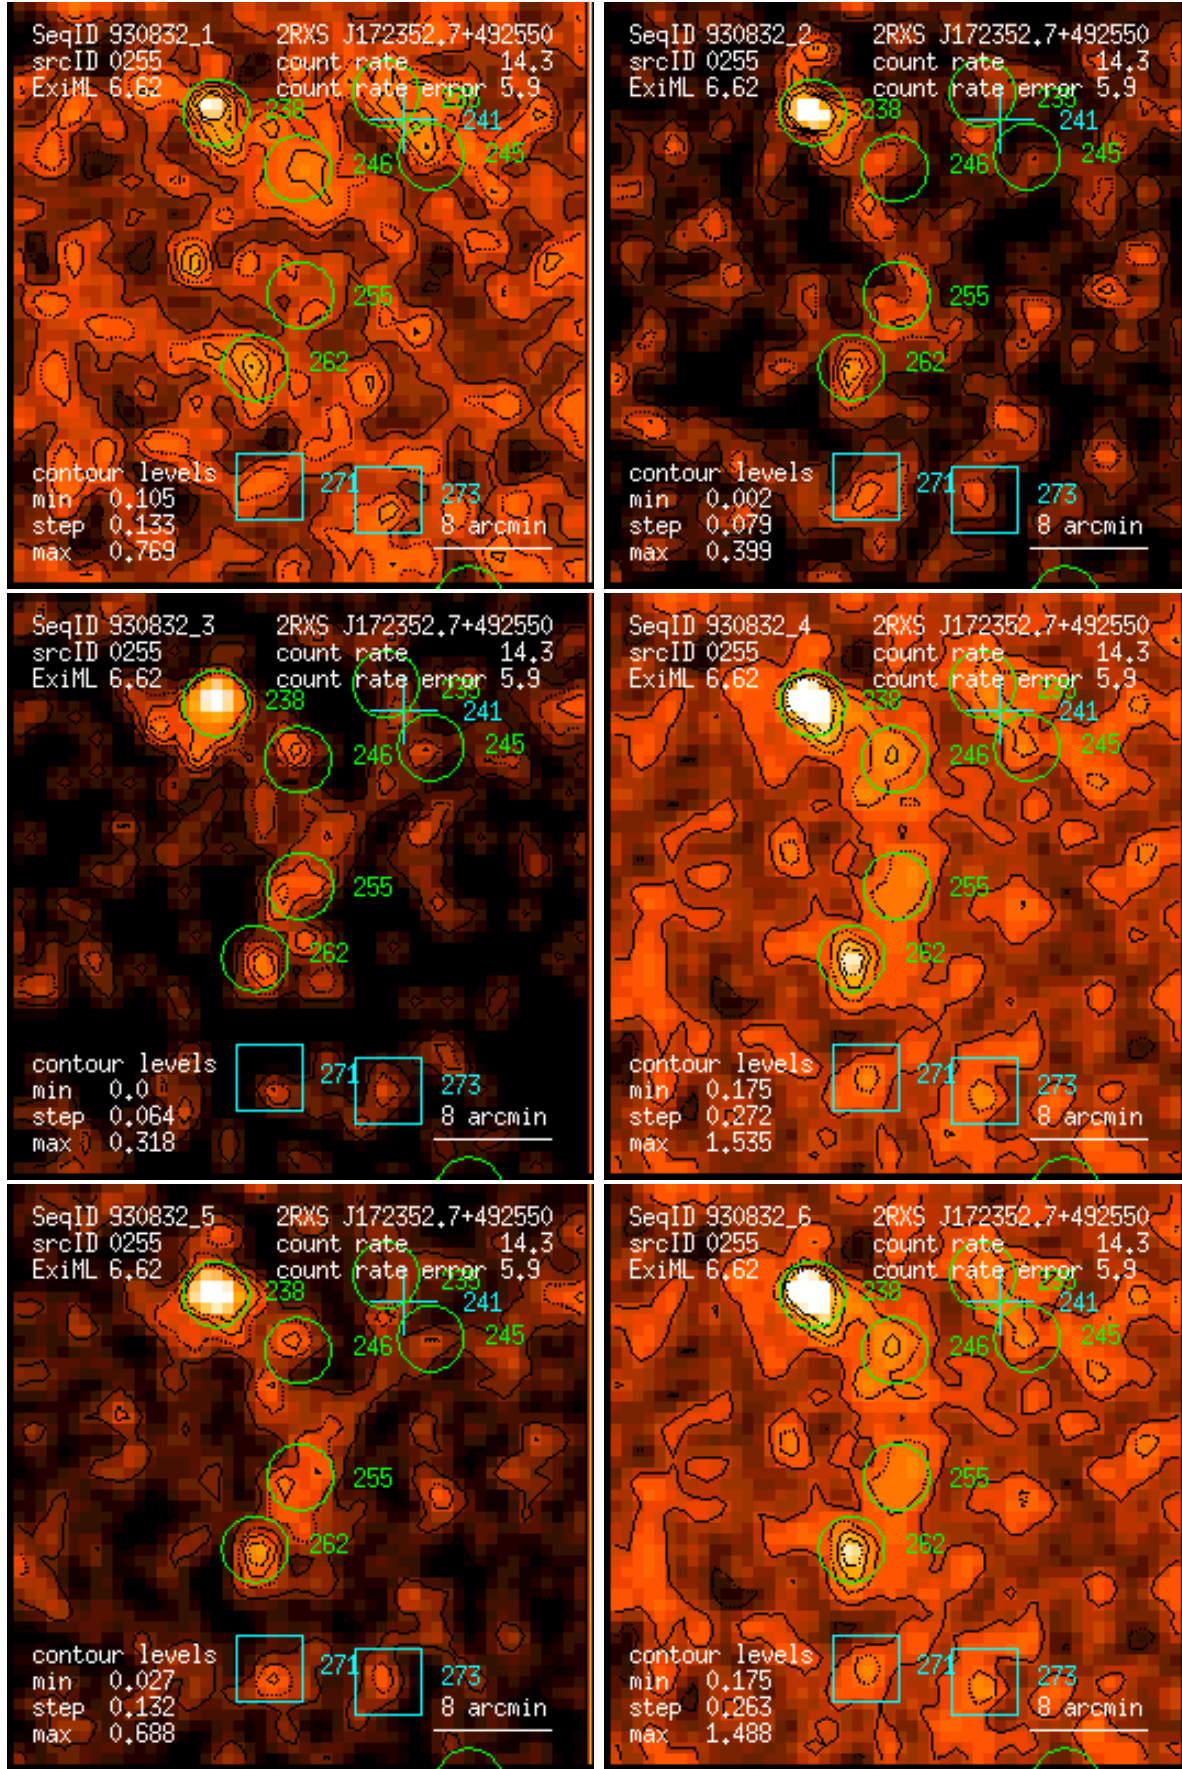 SeqID 930832_1 2RXS J172352.7+492550
srcID 0255 count rate 14.3
ExiML 6.62 count rate error 5.9
238
239
241
246
245
255
262
contour levels
min 0.105
step 0.133
max 0.769
271
273
8 arcmin
SeqID 930832_2 2RXS J172352.7+492550
srcID 0255 count rate 14.3
ExiML 6.62 count rate error 5.9
238
239
241
246
245
255
262
contour levels
min 0.002
step 0.079
max 0.399
271
273
8 arcmin
SeqID 930832_3 2RXS J172352.7+492550
srcID 0255 count rate 14.3
ExiML 6.62 count rate error 5.9
238
239
241
246
245
255
262
contour levels
min 0.0
step 0.064
max 0.318
271
273
8 arcmin
SeqID 930832_4 2RXS J172352.7+492550
srcID 0255 count rate 14.3
ExiML 6.62 count rate error 5.9
238
239
241
246
245
255
262
contour levels
min 0.175
step 0.272
max 1.535
271
273
8 arcmin
SeqID 930832_5 2RXS J172352.7+492550
srcID 0255 count rate 14.3
ExiML 6.62 count rate error 5.9
238
239
241
246
245
255
262
contour levels
min 0.027
step 0.132
max 0.688
271
273
8 arcmin
SeqID 930832_6 2RXS J172352.7+492550
srcID 0255 count rate 14.3
ExiML 6.62 count rate error 5.9
238
239
241
246
245
255
262
contour levels
min 0.175
step 0.263
max 1.488
271
273
8 arcmin